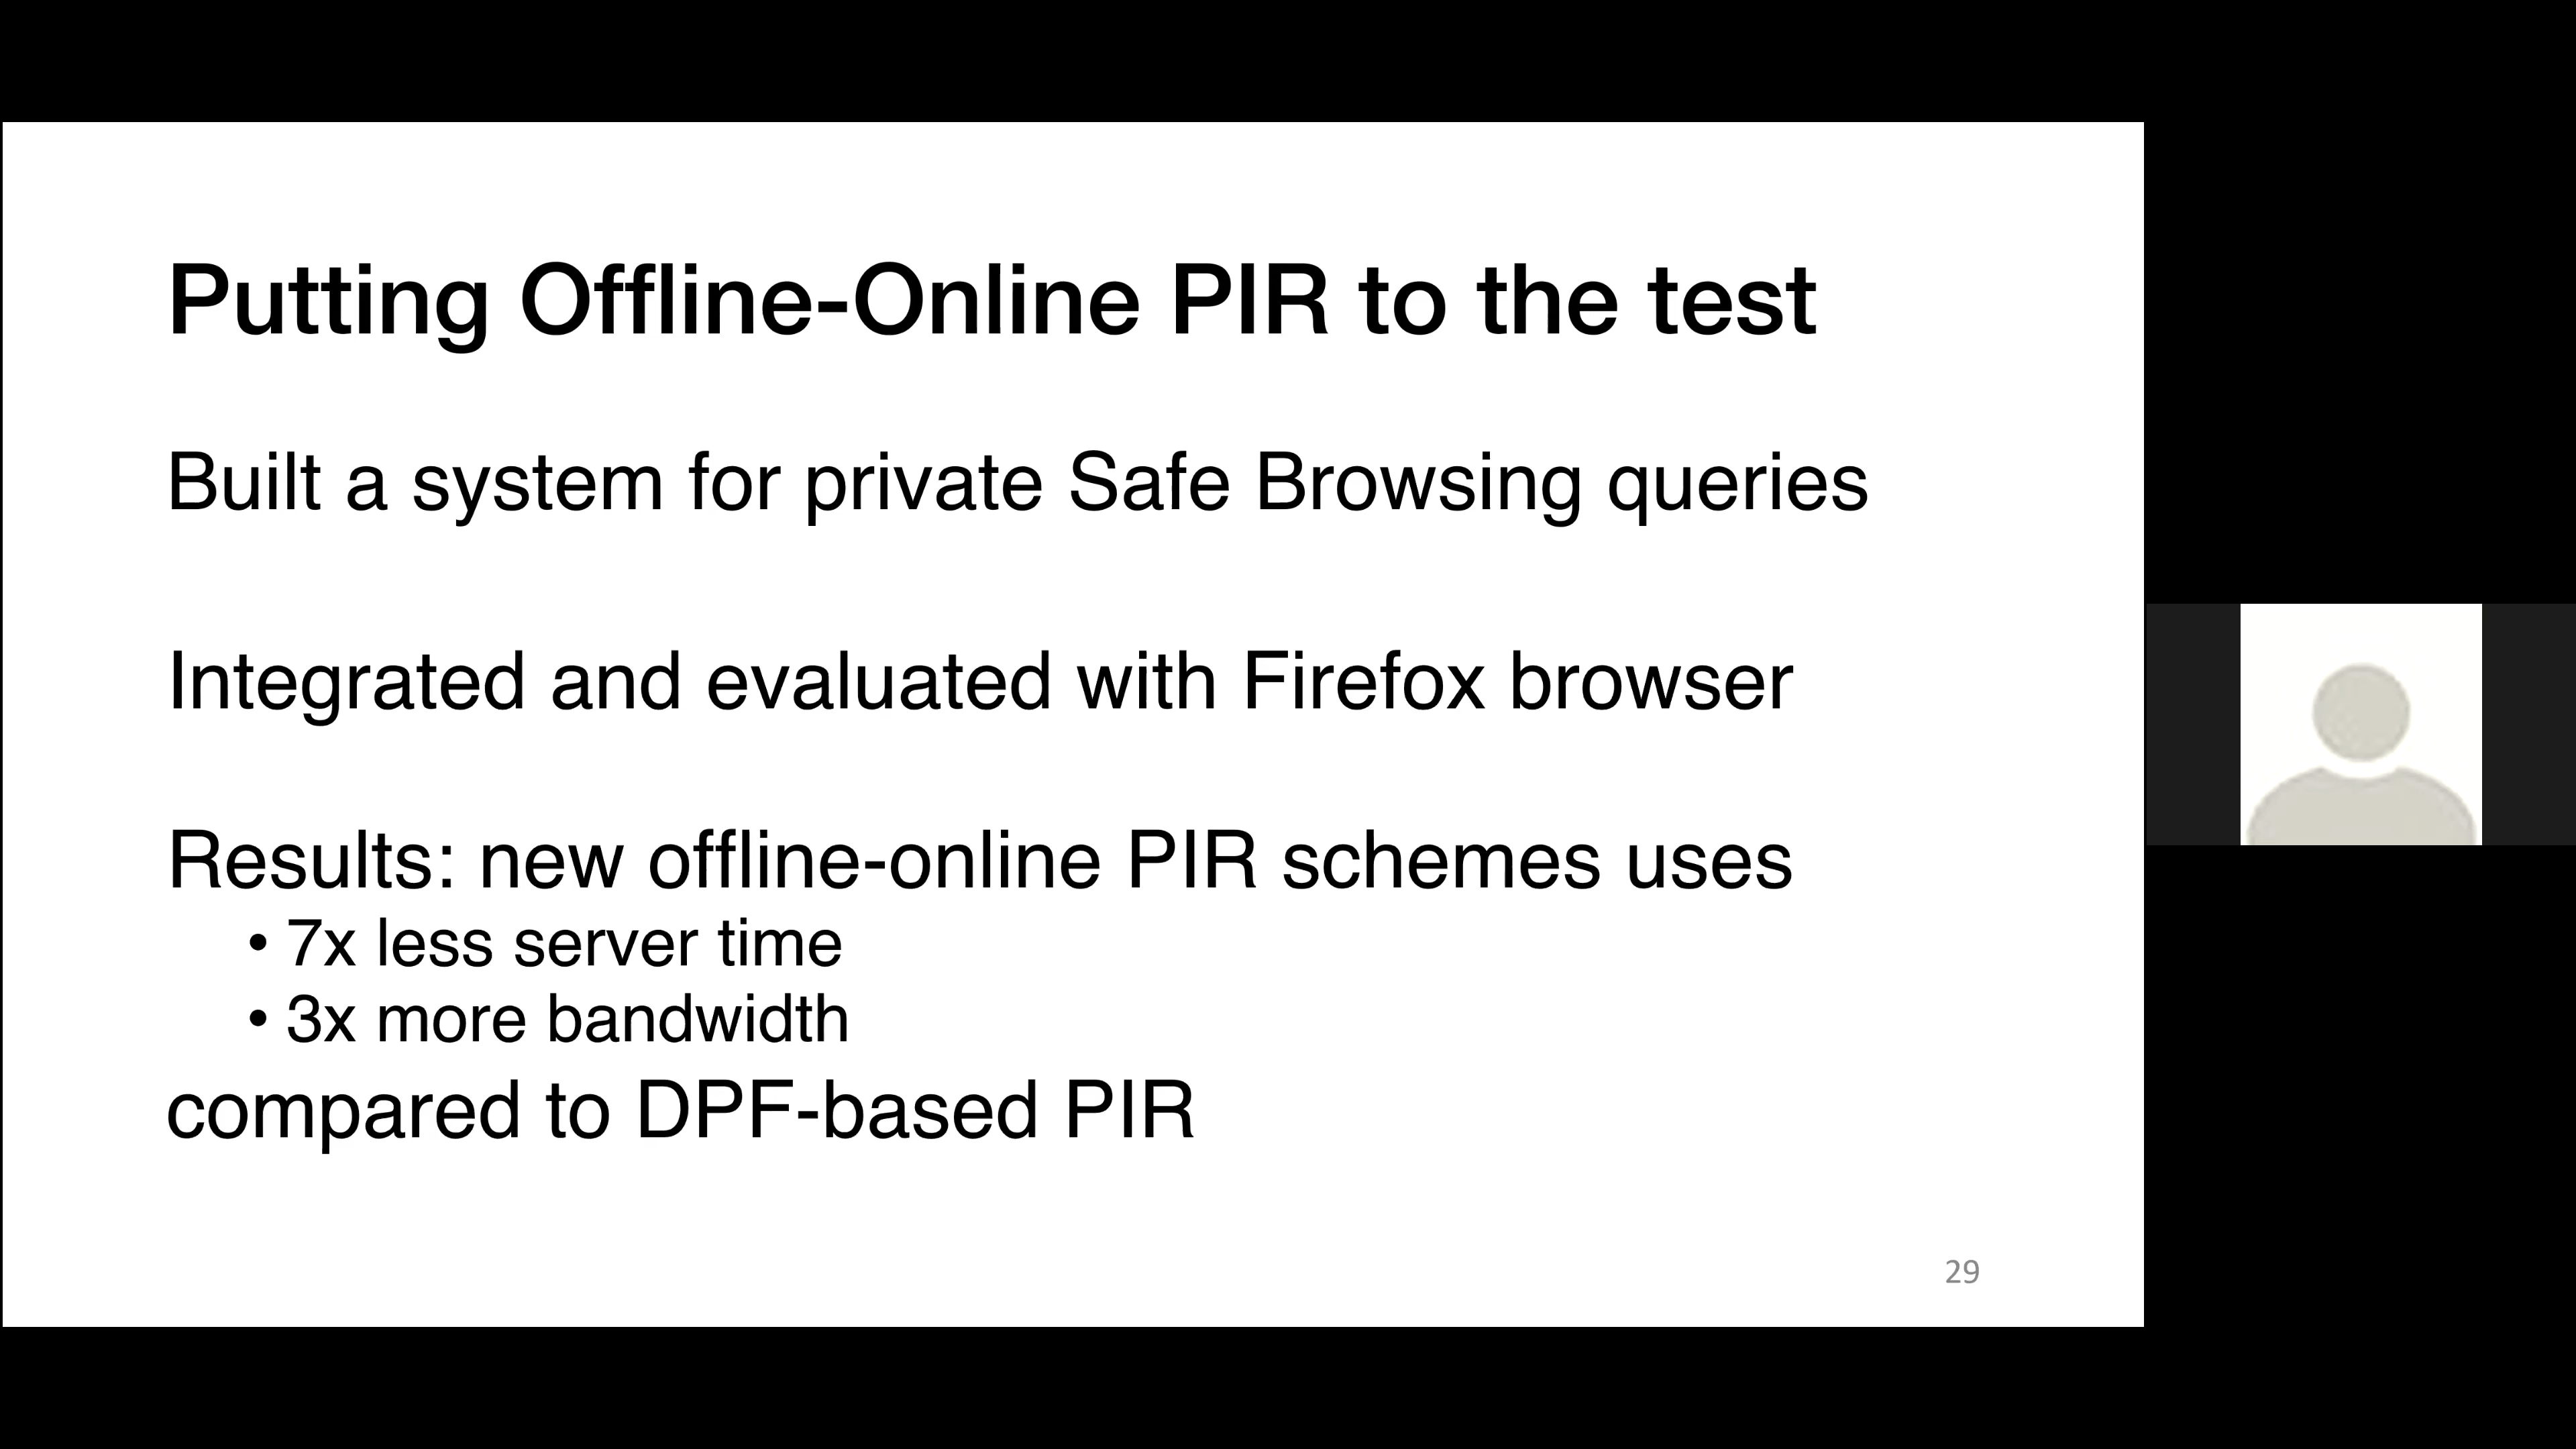 Putting Offline-Online PIR to the test
Built a system for private Safe Browsing queries
Integrated and evaluated with Firefox browser
Results: new offline-online PIR schemes uses
• 7x less server time
• 3x more bandwidth
compared to DPF-based PIR
29